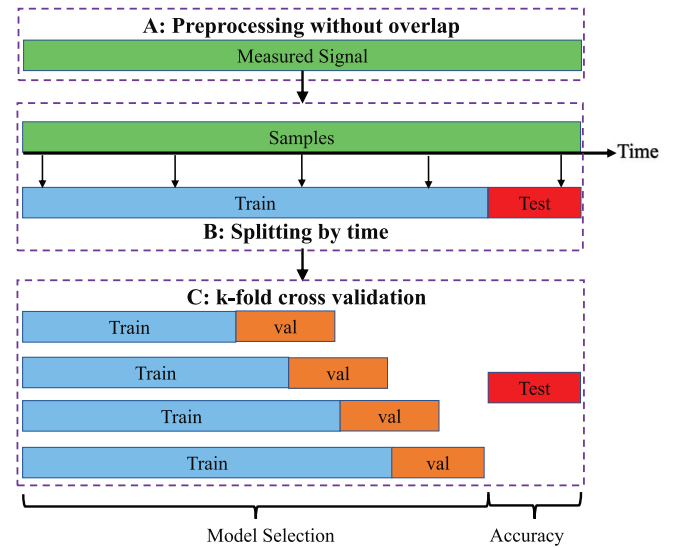 A: Preprocessing without overlap
Measured Signal
Samples
Time
Train
Test
B: Splitting by time
C: k-fold cross validation
Train
val
Train
val
Test
Train
val
Train
val
Model Selection
Accuracy